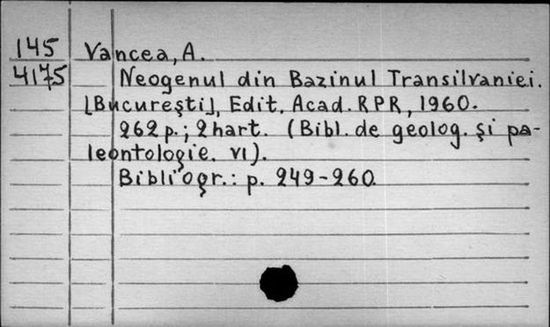 145 Vancea, A.
4175 Neogenul din Bazinul Transilvaniei.
[Bucureşti], Edit. Acad. RPR, 1960.
262 p.; 2 hart. (Bibl. de geolog. şi pa-
leontologie. VI).
Bibliogr.: p. 249-260.